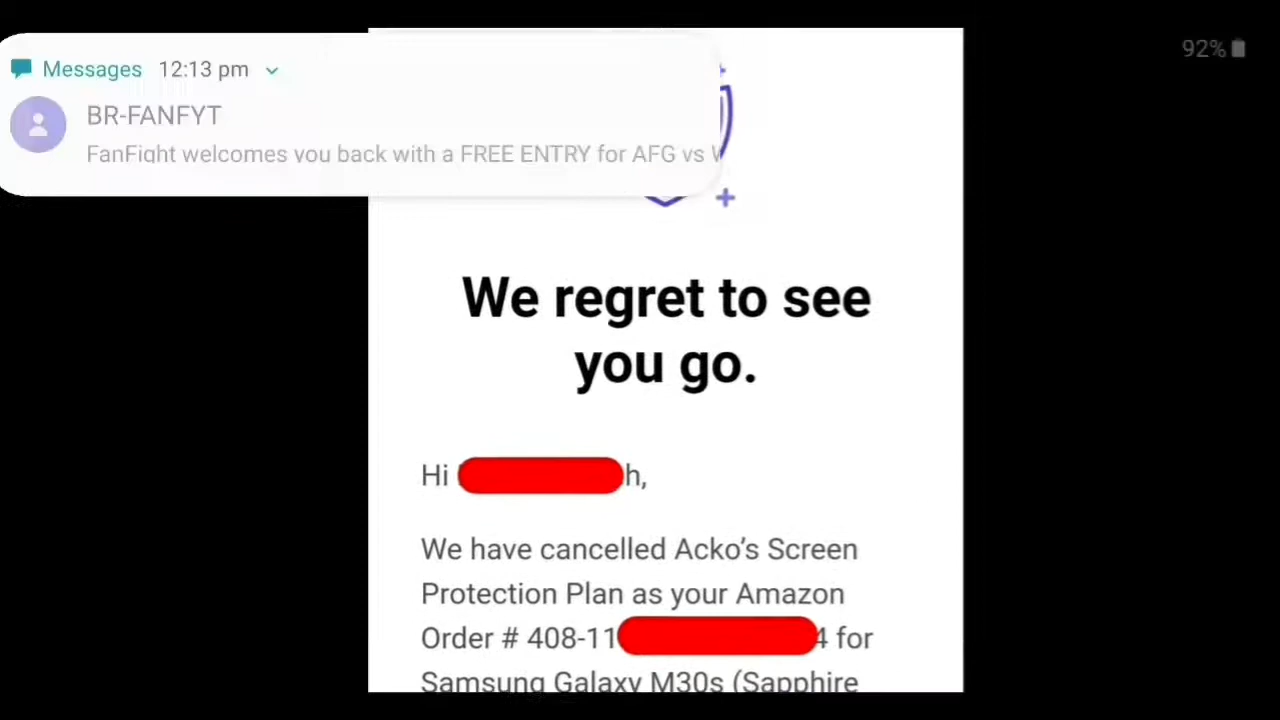 92%
Messages 12:13 pm
BR-FANFYT
FanFight welcomes you back with a FREE ENTRY for AFG vs
We regret to see
you go.
Hi h,
We have cancelled Acko's Screen
Protection Plan as your Amazon
Order # 408-11 4 for
Samsung Galaxy M30s (Sapphire